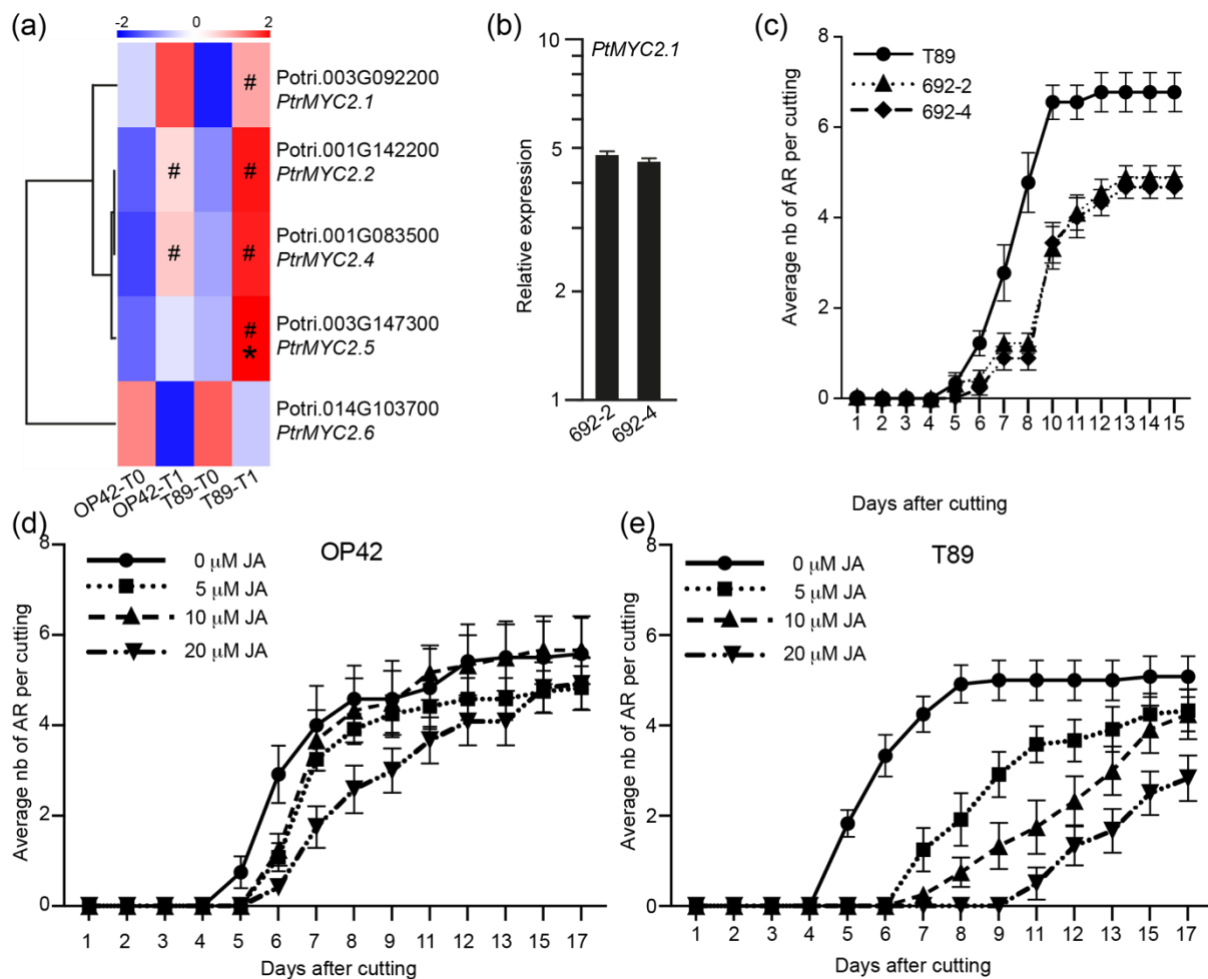 (a)
-2 0 2
Potri.003G092200
PtrMYC2.1
#
Potri.001G142200
PtrMYC2.2
# #
Potri.001G083500
PtrMYC2.4
# #
Potri.003G147300
PtrMYC2.5
#
*
Potri.014G103700
PtrMYC2.6
OP42-T0
OP42-T1
T89-T0
T89-T1
(b)
PtMYC2.1
Relative expression
10
5
2
1
692-2
692-4
(c)
T89
692-2
692-4
Average nb of AR per cutting
8
6
4
2
0
1 2 3 4 5 6 7 8 10 11 12 13 14 15
Days after cutting
(d)
OP42
0 μM JA
5 μM JA
10 μM JA
20 μM JA
Average nb of AR per cutting
8
6
4
2
0
1 2 3 4 5 6 7 8 9 11 12 13 15 17
Days after cutting
(e)
T89
0 μM JA
5 μM JA
10 μM JA
20 μM JA
Average nb of AR per cutting
8
6
4
2
0
1 2 3 4 5 6 7 8 9 11 12 13 15 17
Days after cutting